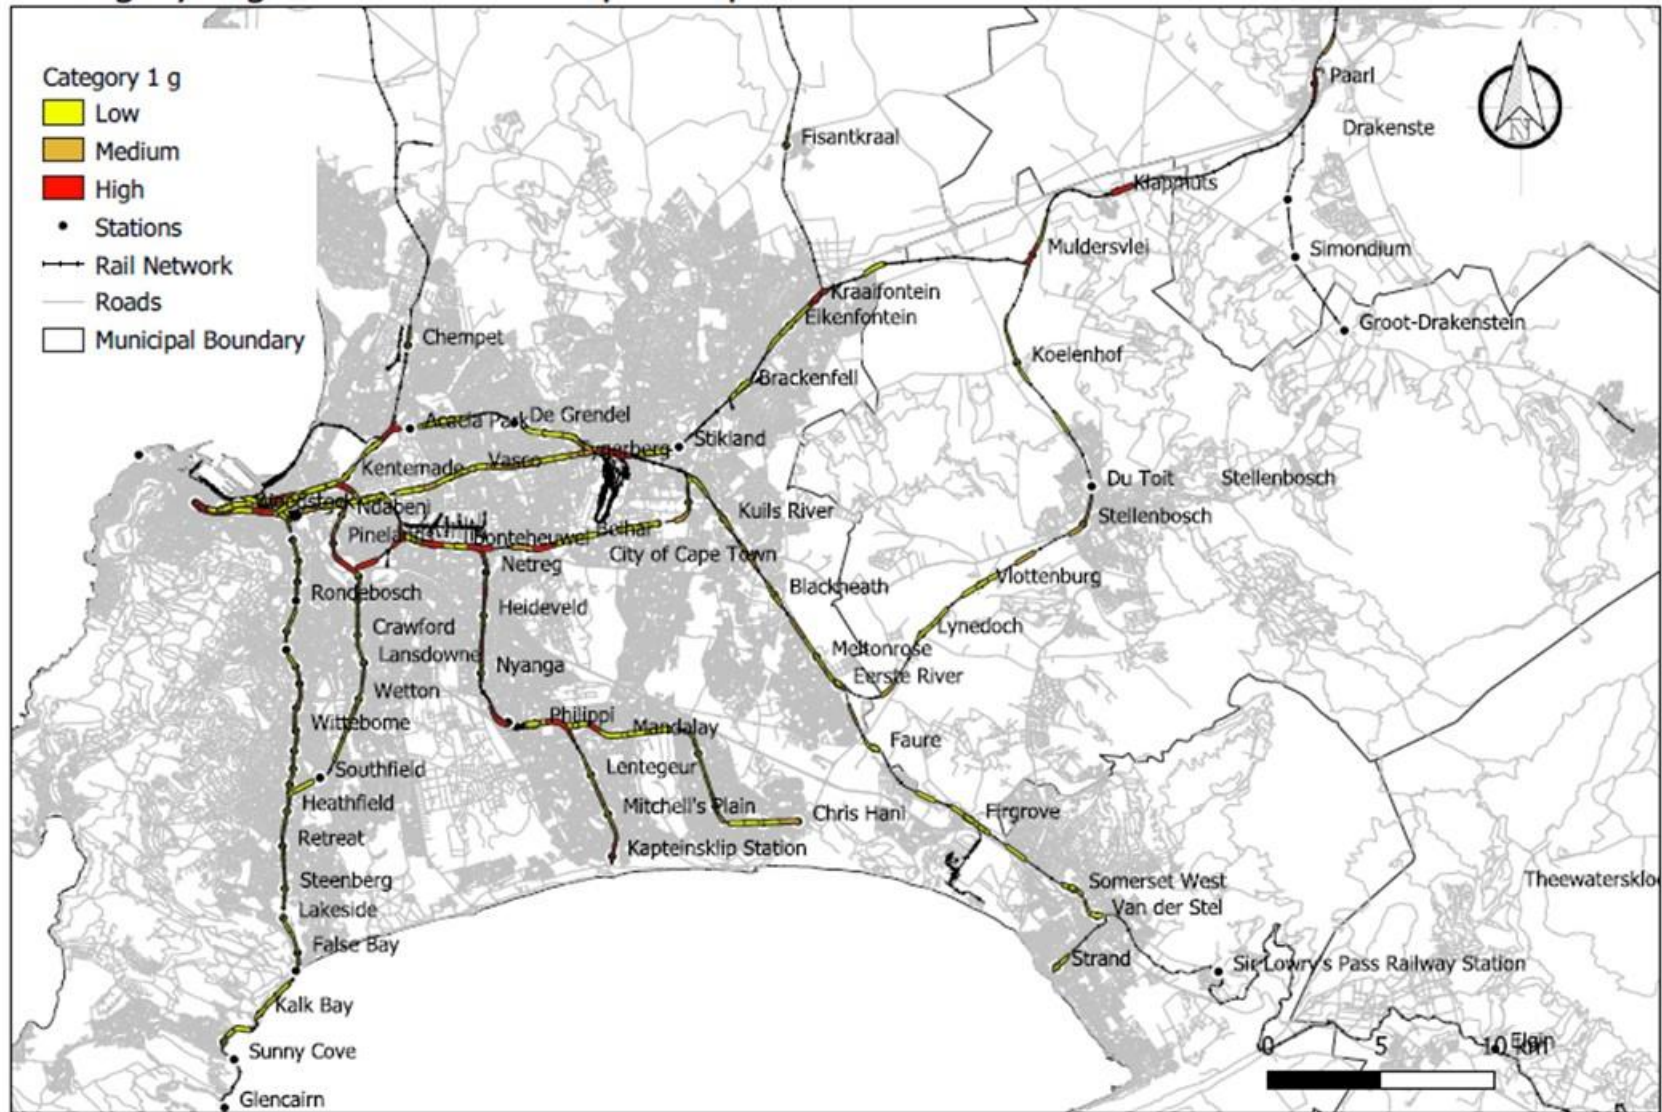 Category 1 g
Low
Medium
High
Stations
Rail Network
Roads
Municipal Boundary
Paarl
Drakenste
N
Fisantkraal
Klapmuts
Muldersvlei
Simondium
Kraaifontein
Eikenfontein
Groot-Drakenstein
Chempet
Koelenhof
Brackenfell
Acacia Park
De Grendel
Stikland
Kentemade
Vasco
Du Toit
Stellenbosch
Ndabeni
Kuils River
Stellenbosch
Bonteheuwel
Belhar
City of Cape Town
Netreg
Vlottenburg
Blackheath
Rondebosch
Heideveld
Crawford
Lynedoch
Lansdowne
Meltonrose
Nyanga
Eerste River
Wetton
Wittebome
Philippi
Mandalay
Faure
Southfield
Lentegeur
Heathfield
Mitchell's Plain
Chris Hani
Firgrove
Retreat
Kapteinsklip Station
Steenberg
Somerset West
Theewaterskloo
Lakeside
Van der Stel
False Bay
Strand
Sir Lowry's Pass Railway Station
Kalk Bay
0 5 10 km
Elgin
Sunny Cove
Glencairn